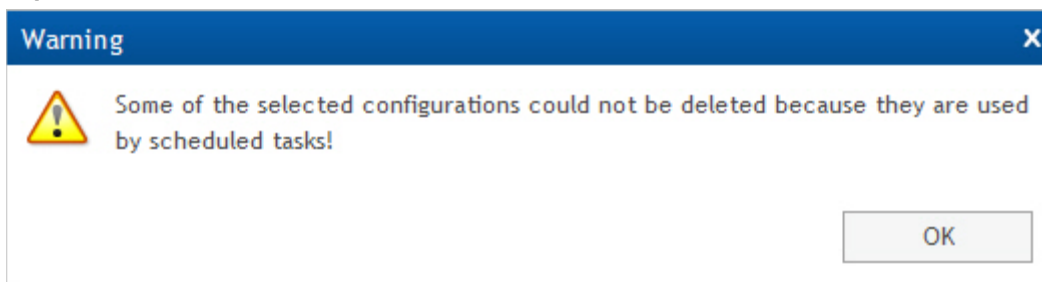 Warning
X
Some of the selected configurations could not be deleted because they are used
by scheduled tasks!
OK